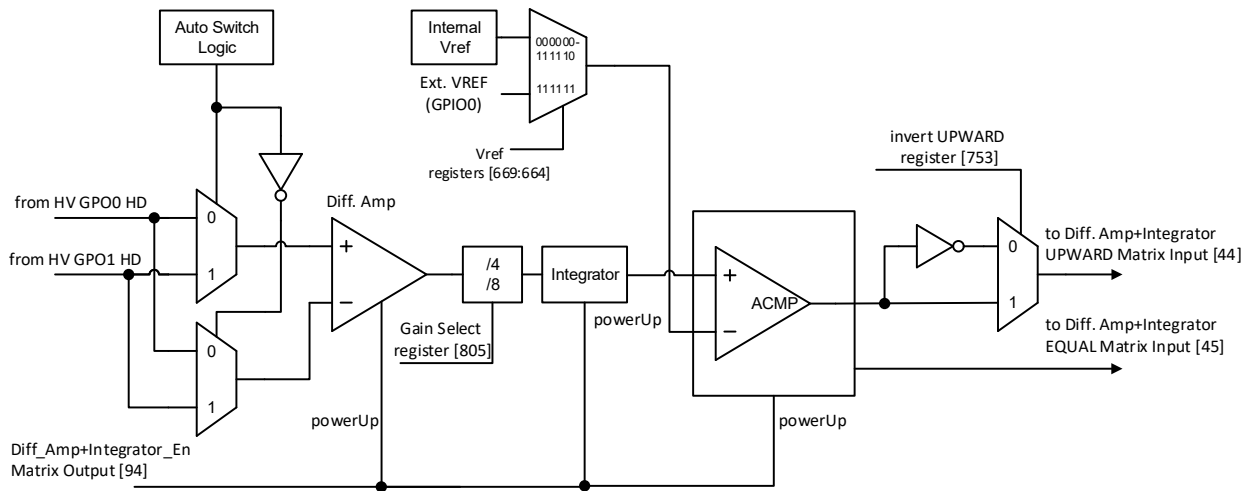 Auto Switch
Logic
Internal
Vref
000000-
111110
111111
Ext. VREF
(GPIO0)
Vref
registers [669:664]
invert UPWARD
register [753]
from HV GPO0 HD
from HV GPO1 HD
0
1
0
1
Diff. Amp
+
−
/4
/8
Gain Select
register [805]
Integrator
powerUp
powerUp
+
−
ACMP
powerUp
0
1
to Diff. Amp+Integrator
UPWARD Matrix Input [44]
to Diff. Amp+Integrator
EQUAL Matrix Input [45]
Diff_Amp+Integrator_En
Matrix Output [94]